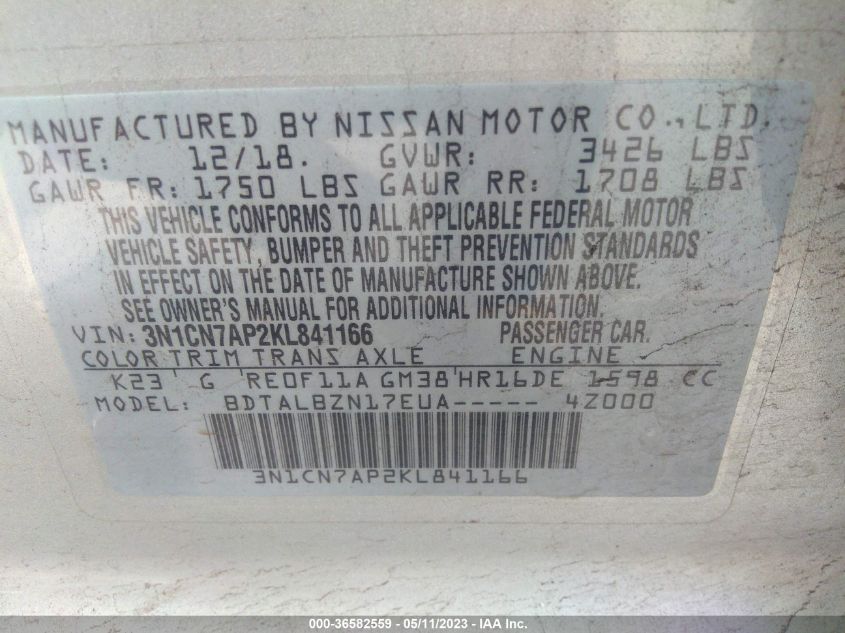 MANUFACTURED BY NISSAN MOTOR CO., LTD.
DATE: 12/18. GVWR: 3426 LBS
GAWR FR: 1750 LBS GAWR RR: 1708 LBS
THIS VEHICLE CONFORMS TO ALL APPLICABLE FEDERAL MOTOR
VEHICLE SAFETY, BUMPER AND THEFT PREVENTION STANDARDS
IN EFFECT ON THE DATE OF MANUFACTURE SHOWN ABOVE.
SEE OWNER'S MANUAL FOR ADDITIONAL INFORMATION.
VIN: 3N1CN7AP2KL841166 PASSENGER CAR.
COLOR TRIM TRANS AXLE ENGINE
K23 G RE0F11A GM38 HR16DE 1598 CC
MODEL: BDTALBZN17EUA----- 4Z000
3N1CN7AP2KL841166
000-36582559 - 05/11/2023 - IAA Inc.